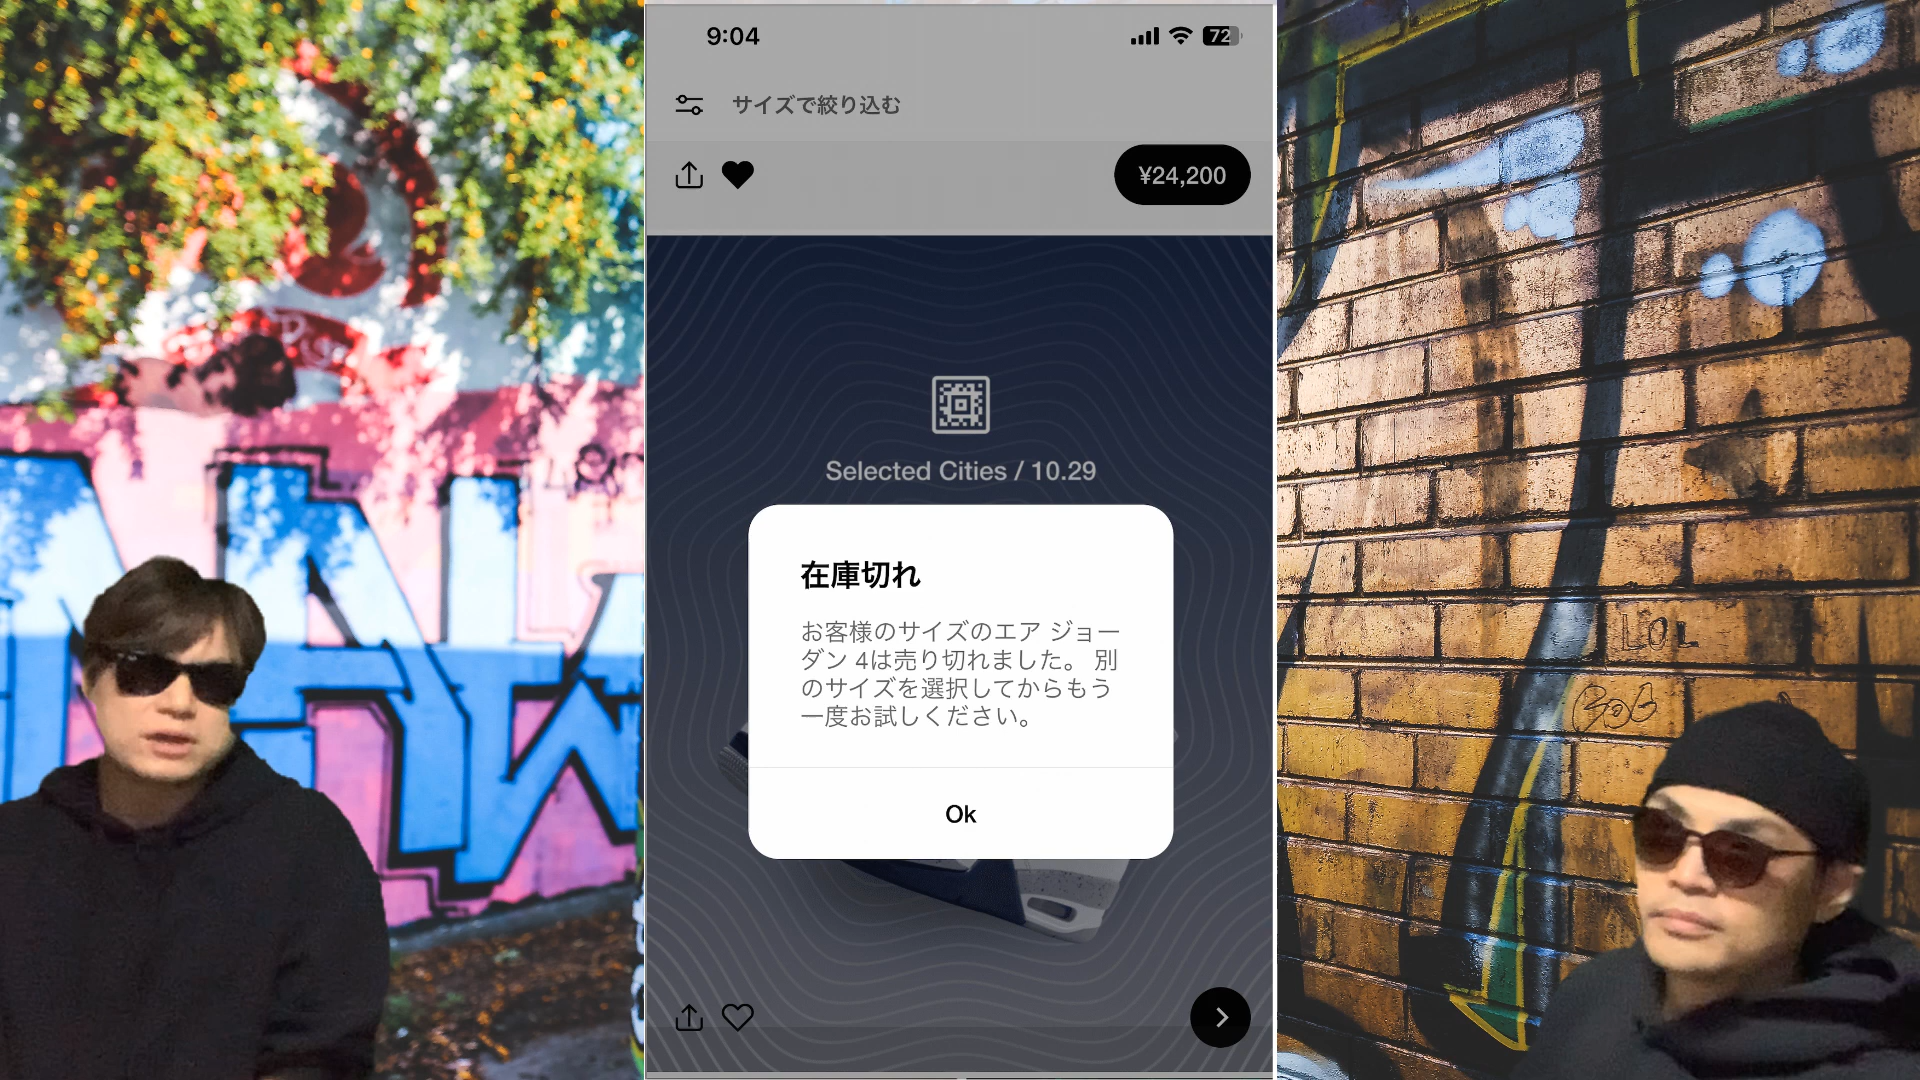 9:04
72
サイズで絞り込む
¥24,200
Selected Cities / 10.29
在庫切れ
お客様のサイズのエア ジョー
ダン 4は売り切れました。 別
のサイズを選択してからもう
一度お試しください。
Ok
LOL